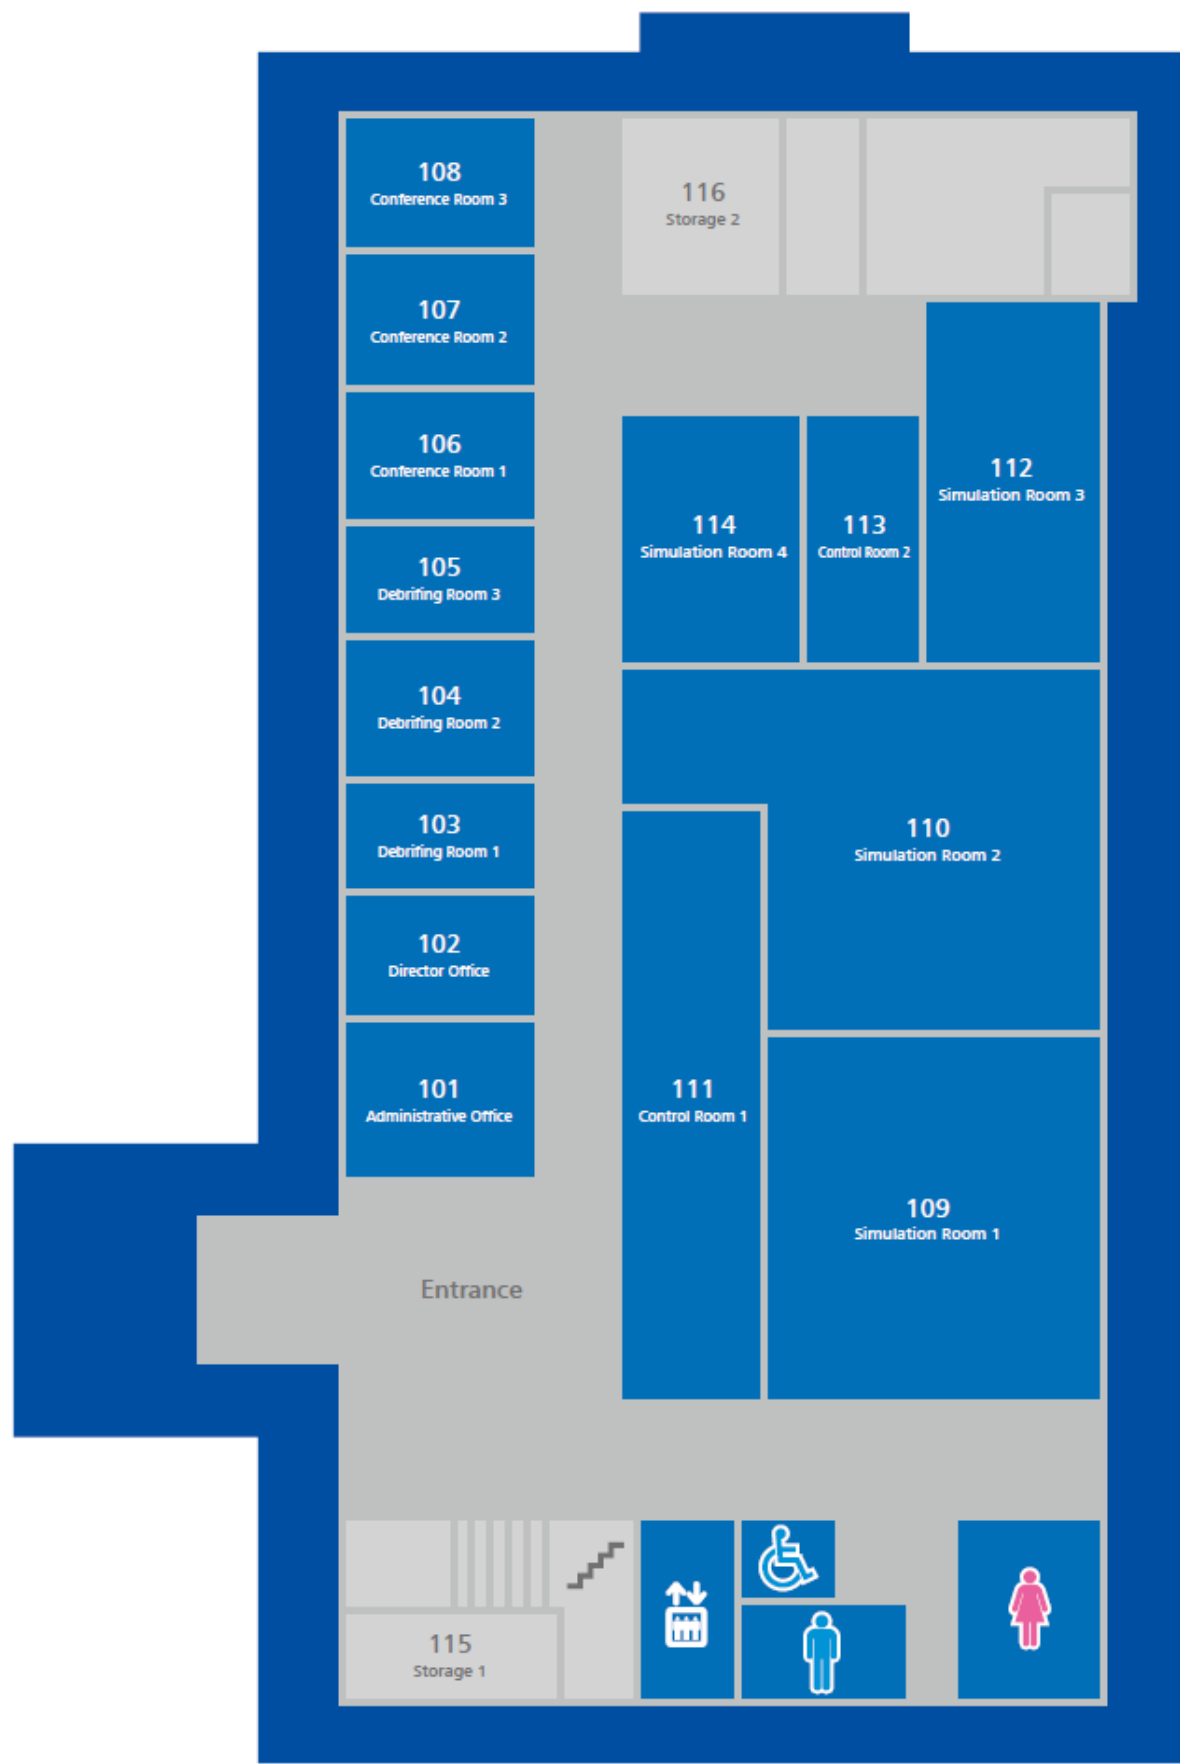 108
Conference Room 3
116
Storage 2
107
Conference Room 2
106
Conference Room 1
112
Simulation Room 3
114
Simulation Room 4
113
Control Room 2
105
Debrifing Room 3
104
Debrifing Room 2
103
Debrifing Room 1
110
Simulation Room 2
102
Director Office
101
Administrative Office
111
Control Room 1
109
Simulation Room 1
Entrance
115
Storage 1